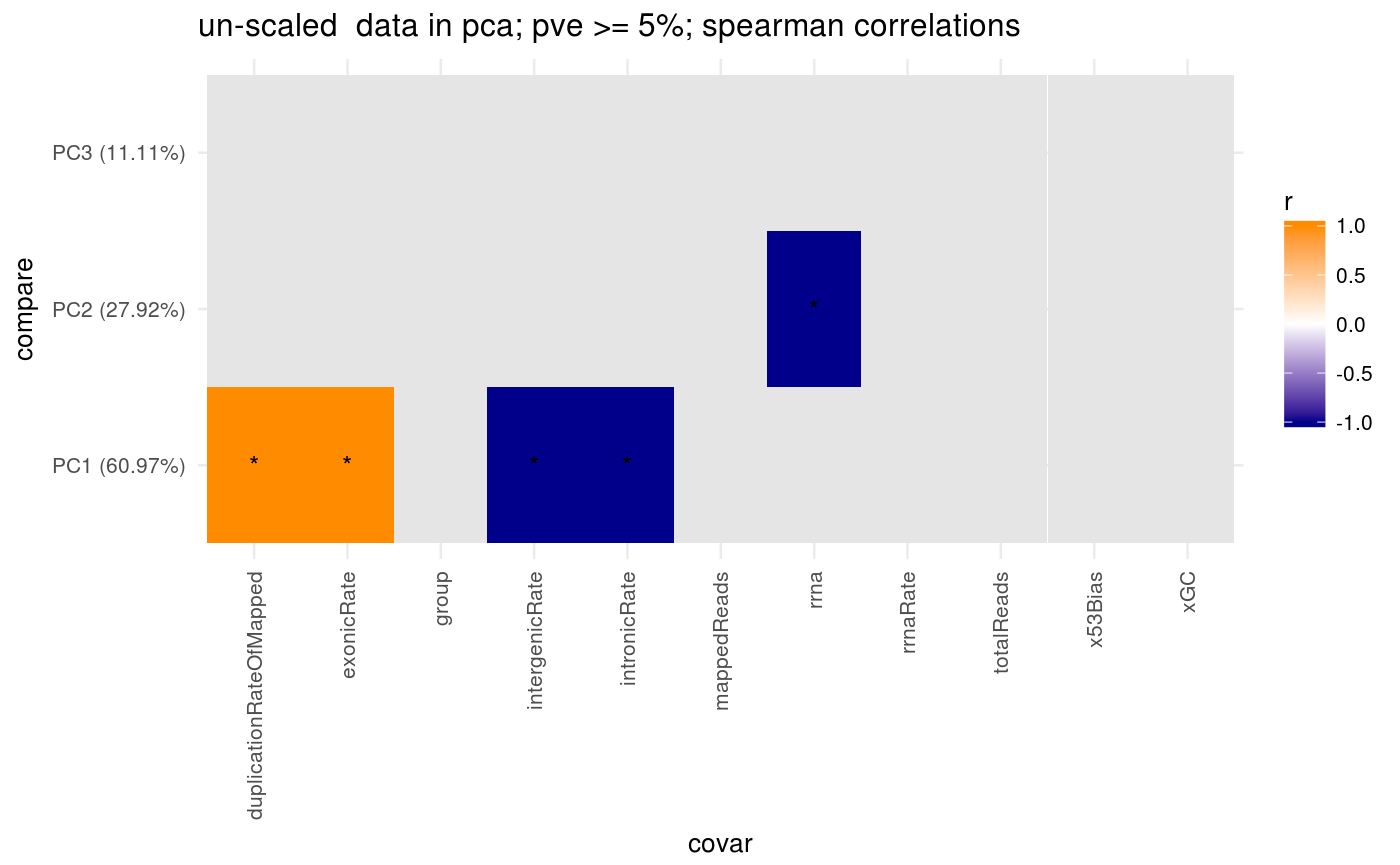 un-scaled  data in pca; pve >= 5%; spearman correlations
compare
PC3 (11.11%)
PC2 (27.92%)
PC1 (60.97%)
*
* * * *
duplicationRateOfMapped
exonicRate
group
intergenicRate
intronicRate
mappedReads
rrna
rrnaRate
totalReads
x53Bias
xGC
covar
r
1.0
0.5
0.0
-0.5
-1.0